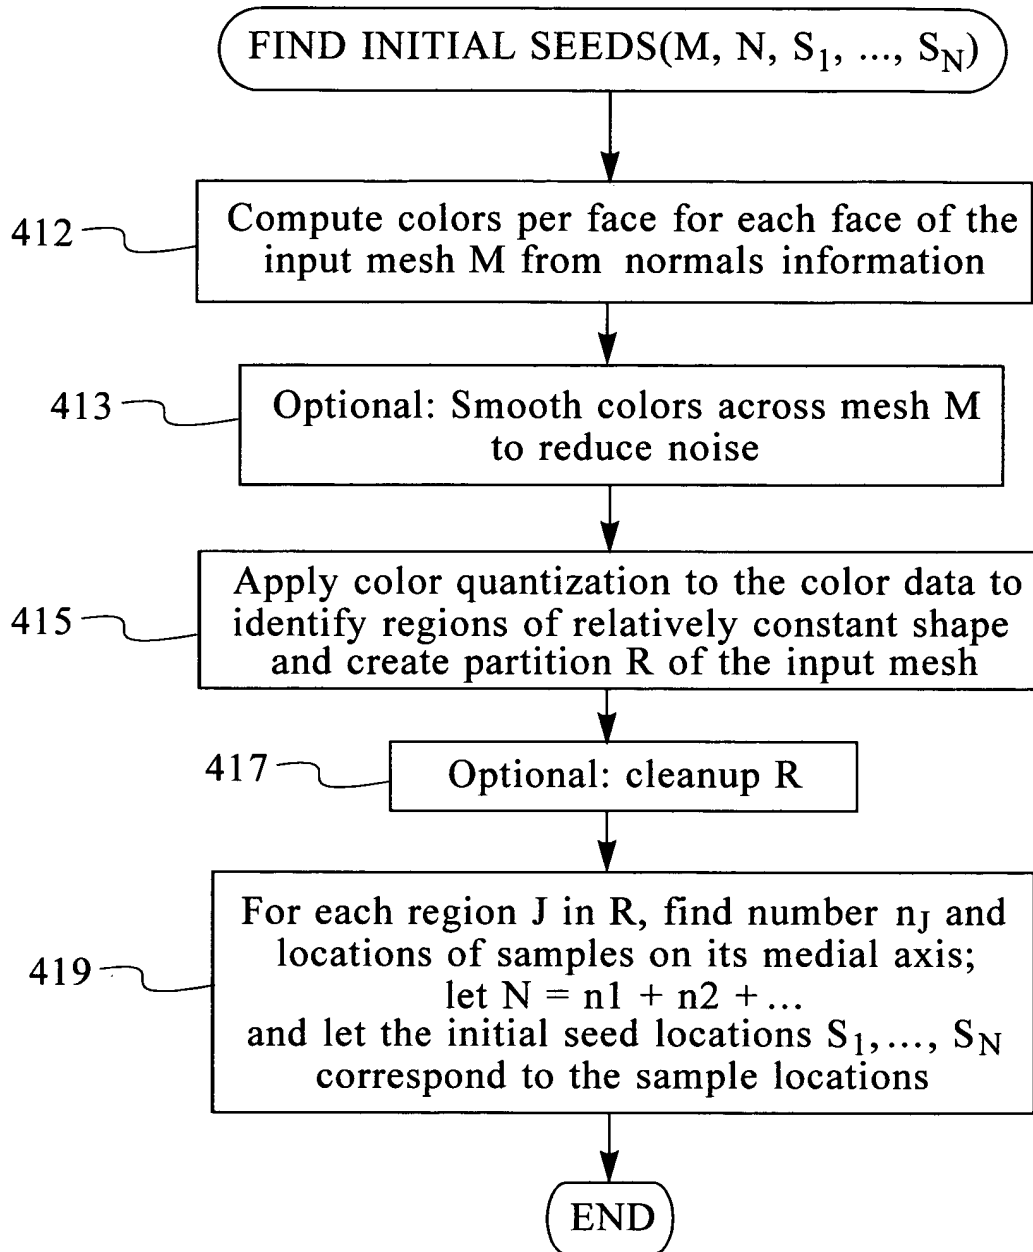 FIND INITIAL SEEDS(M, N, S1, ..., SN)
412
Compute colors per face for each face of the
input mesh M from normals information
413
Optional: Smooth colors across mesh M
to reduce noise
415
Apply color quantization to the color data to
identify regions of relatively constant shape
and create partition R of the input mesh
417
Optional: cleanup R
419
For each region J in R, find number nJ and
locations of samples on its medial axis;
let N = n1 + n2 + ...
and let the initial seed locations S1,..., SN
correspond to the sample locations
END